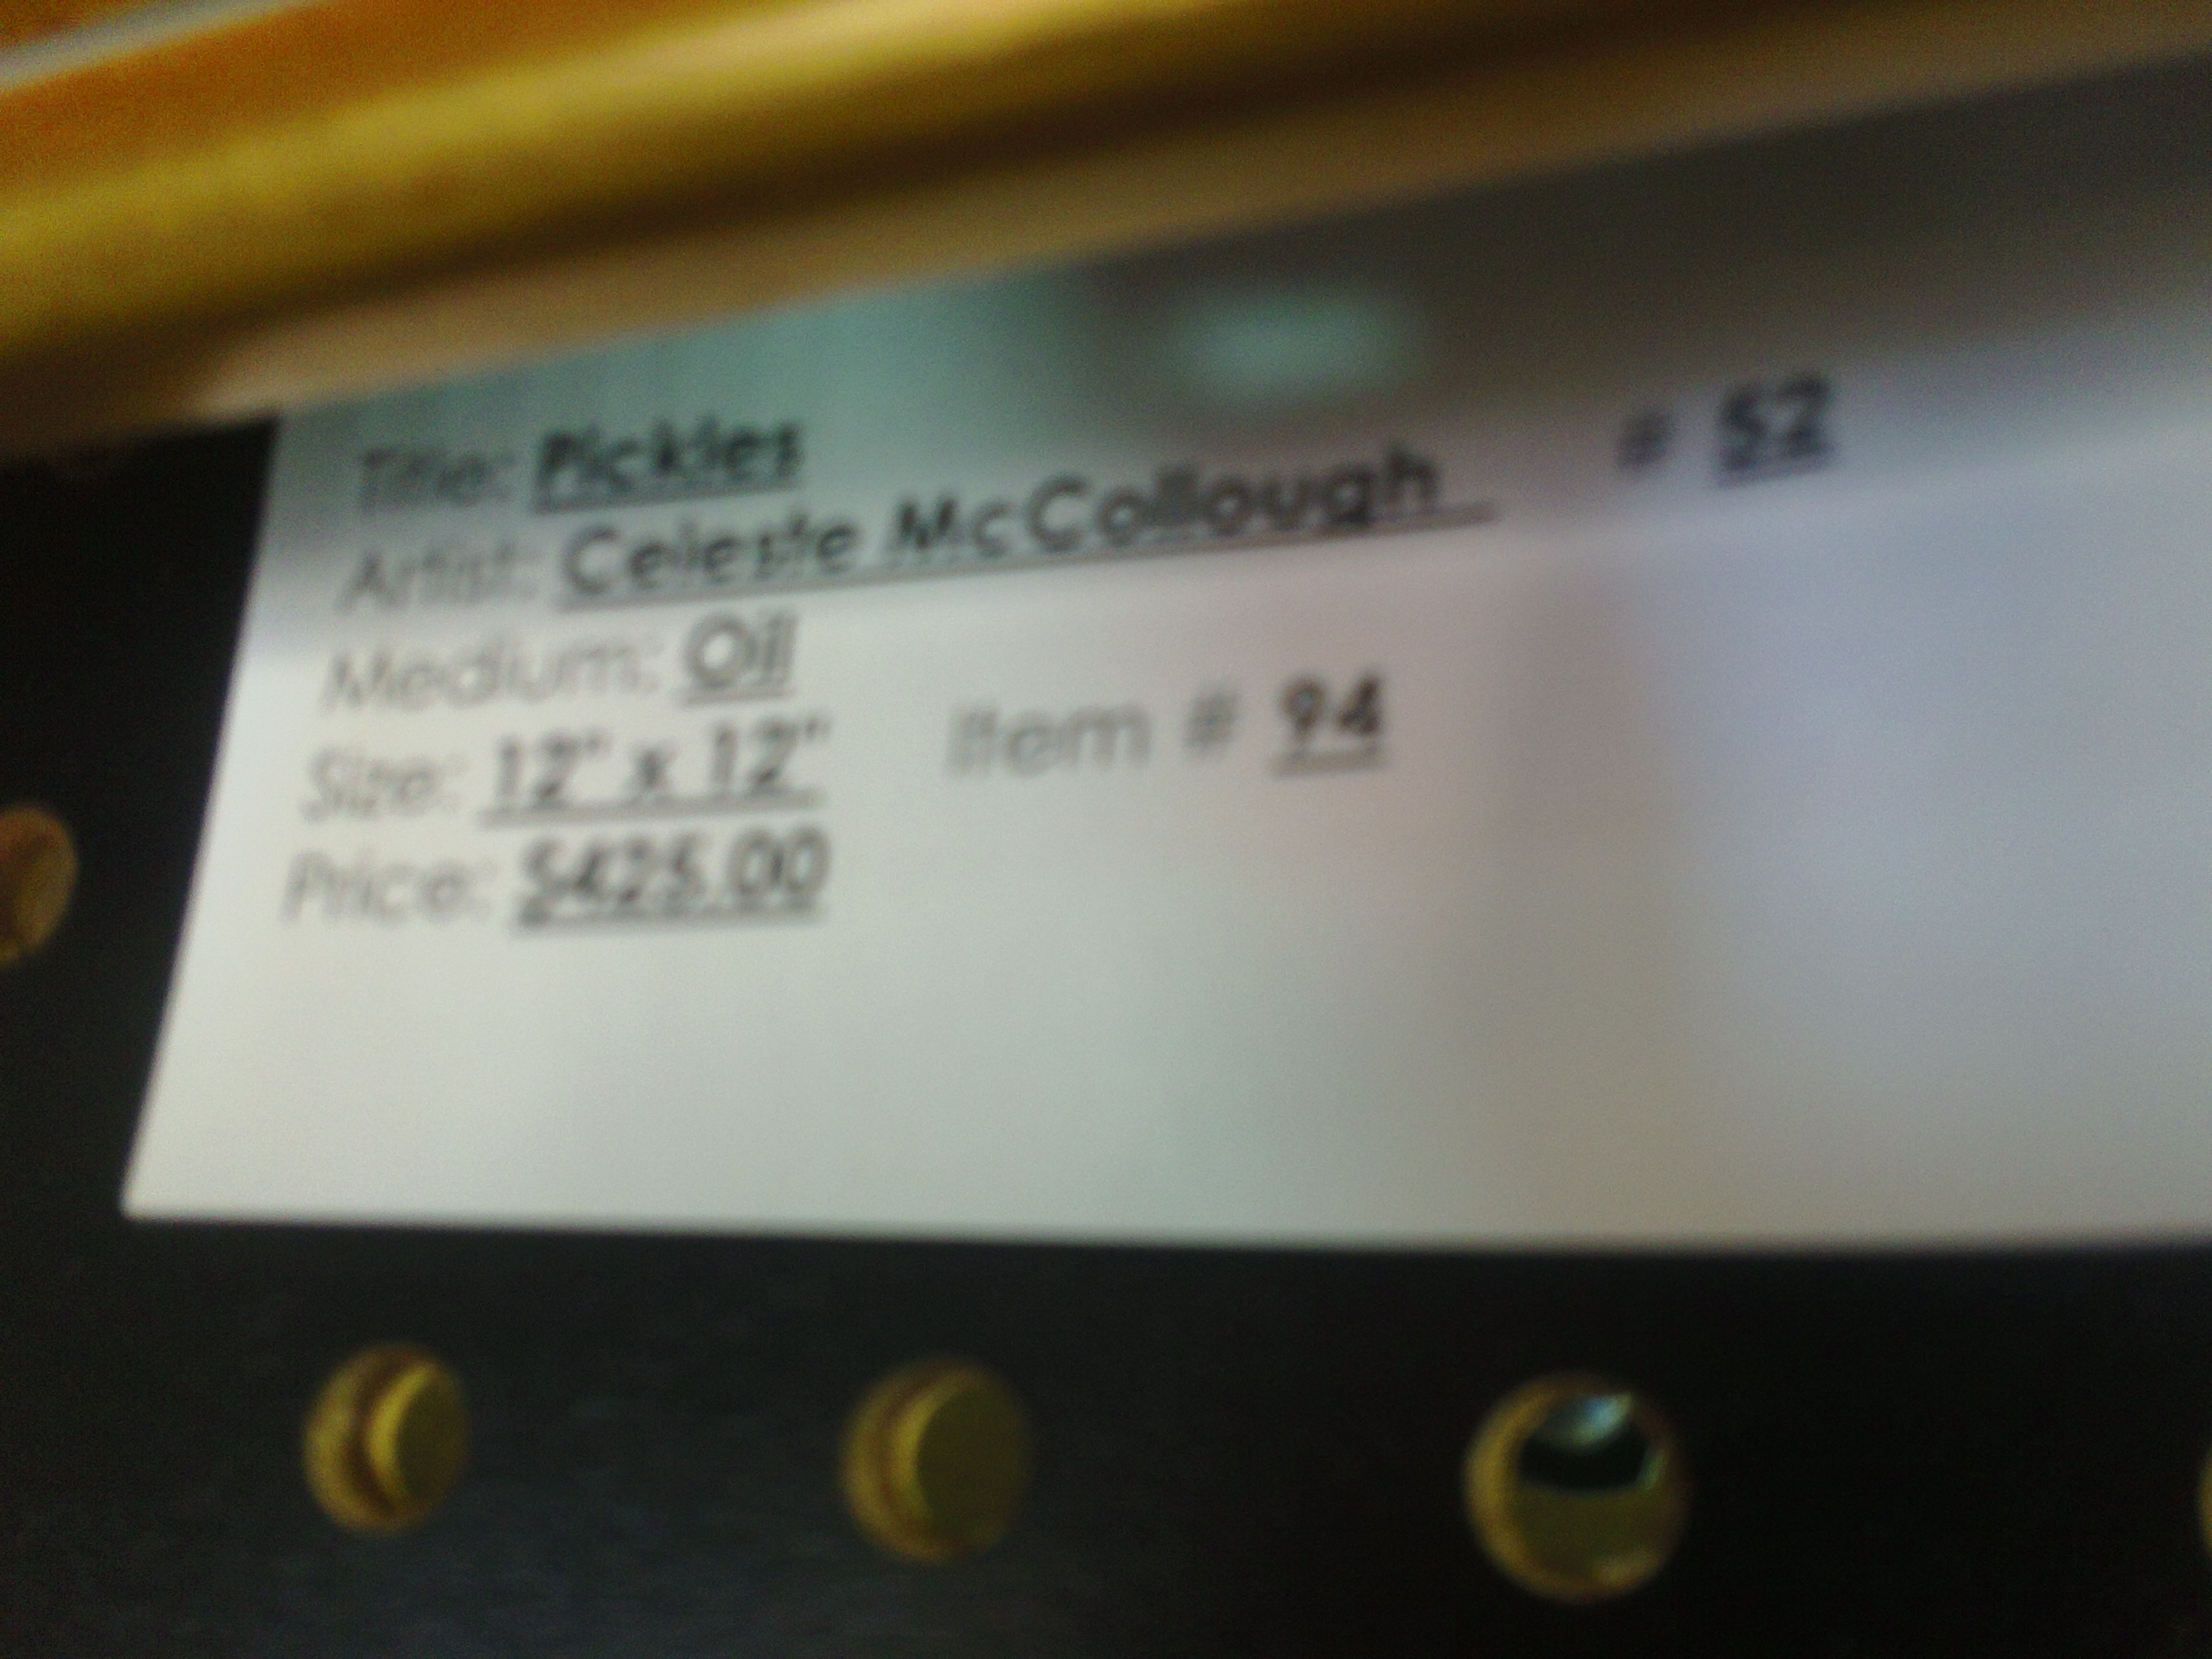 Title: Pickles
Artist: Celeste McCollough # 52
Medium: Oil
Size: 12" x 12" Item # 94
Price: $425.00